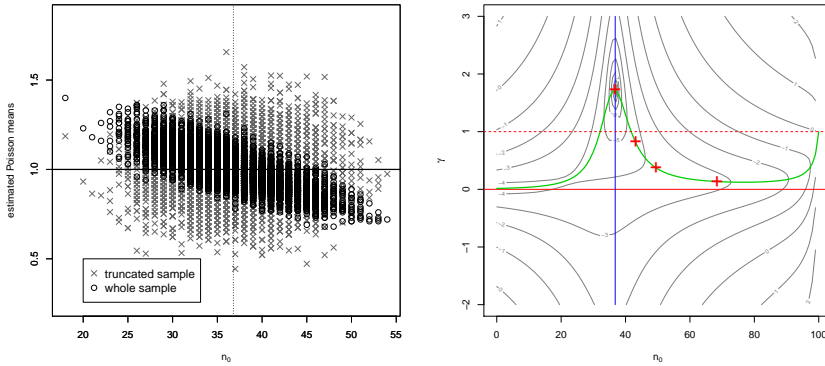 estimated Poisson means
1.5
1.0
0.5
truncated sample
whole sample
20 25 30 35 40 45 50 55
n0
γ
3
2
1
0
−1
−2
0 20 40 60 80 100
n0